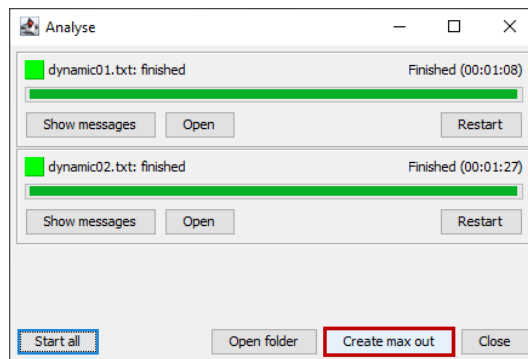 Analyse
dynamic01.txt: finished Finished (00:01:08)
Show messages Open Restart
dynamic02.txt: finished Finished (00:01:27)
Show messages Open Restart
Start all Open folder Create max out Close